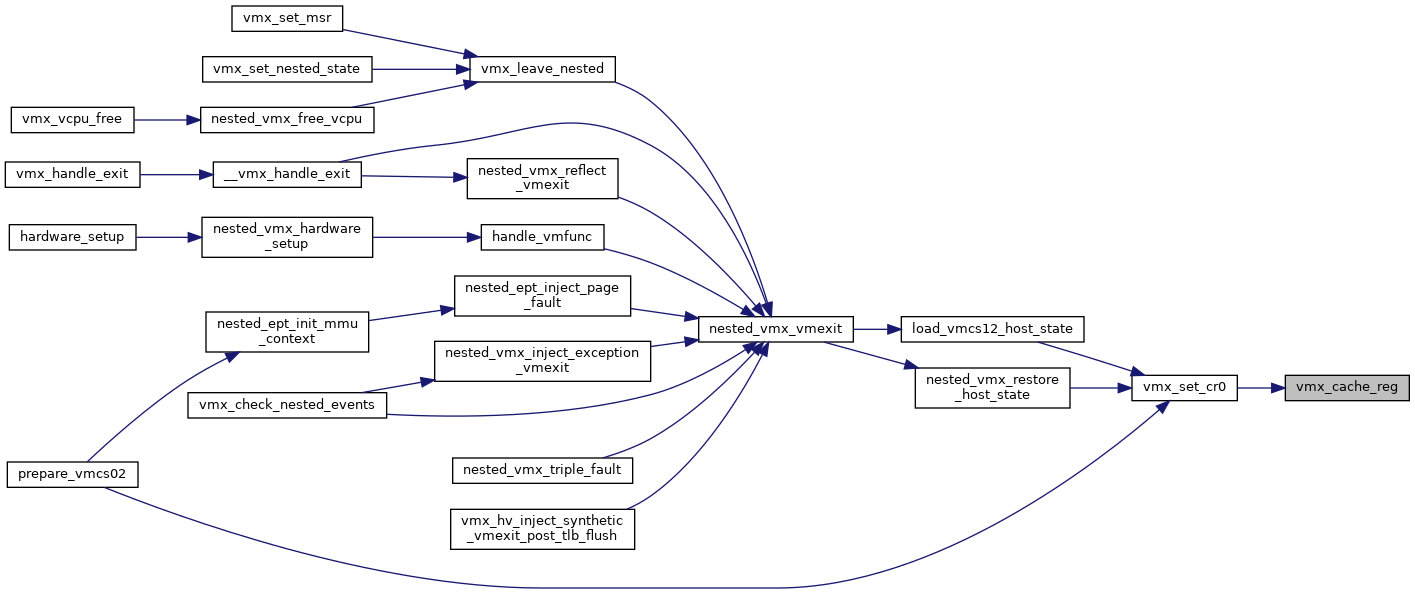 vmx_set_msr
vmx_set_nested_state
vmx_leave_nested
vmx_vcpu_free
nested_vmx_free_vcpu
vmx_handle_exit
__vmx_handle_exit
nested_vmx_reflect
_vmexit
hardware_setup
nested_vmx_hardware
_setup
handle_vmfunc
nested_ept_inject_page
_fault
nested_ept_init_mmu
_context
nested_vmx_vmexit
load_vmcs12_host_state
nested_vmx_inject_exception
_vmexit
nested_vmx_restore
_host_state
vmx_set_cr0
vmx_cache_reg
vmx_check_nested_events
prepare_vmcs02
nested_vmx_triple_fault
vmx_hv_inject_synthetic
_vmexit_post_tlb_flush